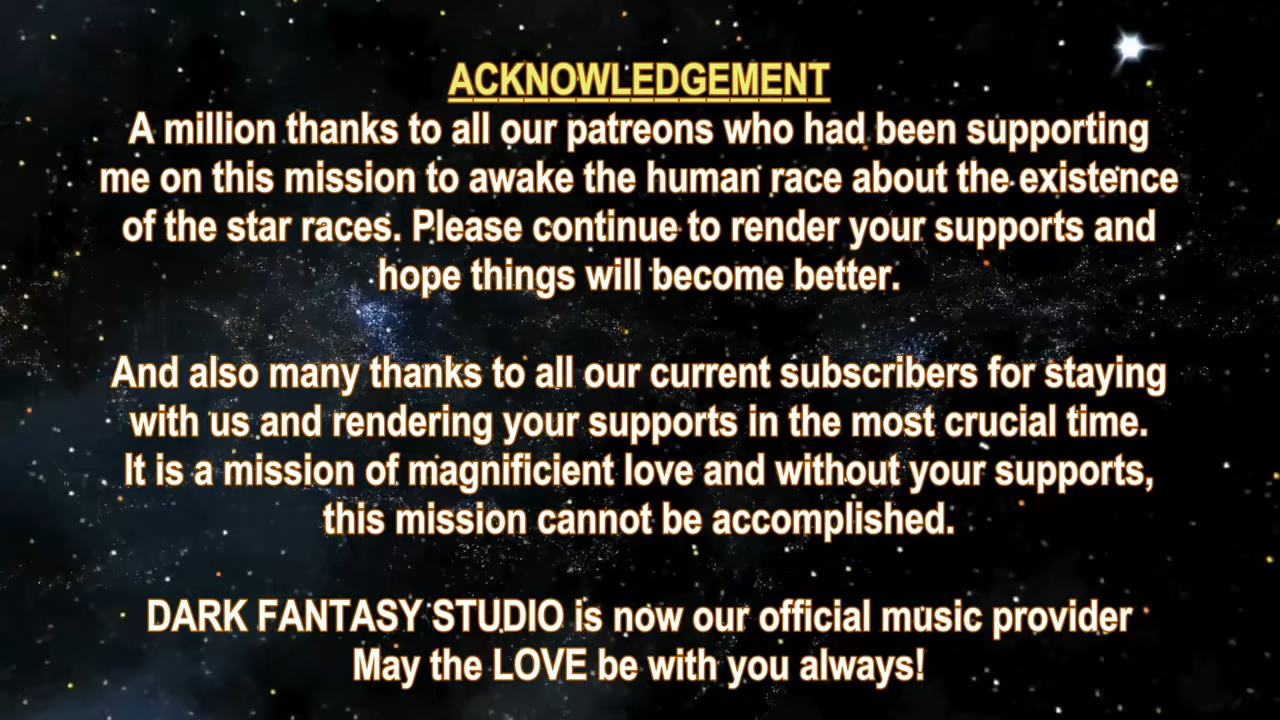 ACKNOWLEDGEMENT
A million thanks to all our patreons who had been supporting
me on this mission to awake the human race about the existence
of the star races. Please continue to render your supports and
hope things will become better.
And also many thanks to all our current subscribers for staying
with us and rendering your supports in the most crucial time.
It is a mission of magnificient love and without your supports,
this mission cannot be accomplished.
DARK FANTASY STUDIO is now our official music provider
May the LOVE be with you always!